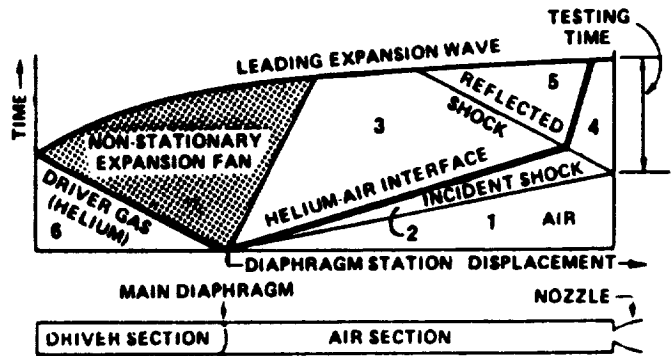 TESTING
TIME
LEADING EXPANSION WAVE
TIME
NON-STATIONARY
EXPANSION FAN
REFLECTED
SHOCK
5
4
3
HELIUM-AIR INTERFACE
INCIDENT SHOCK
DRIVER GAS
(HELIUM)
6
2
1
AIR
DIAPHRAGM STATION
DISPLACEMENT
MAIN DIAPHRAGM
NOZZLE
DRIVER SECTION
AIR SECTION